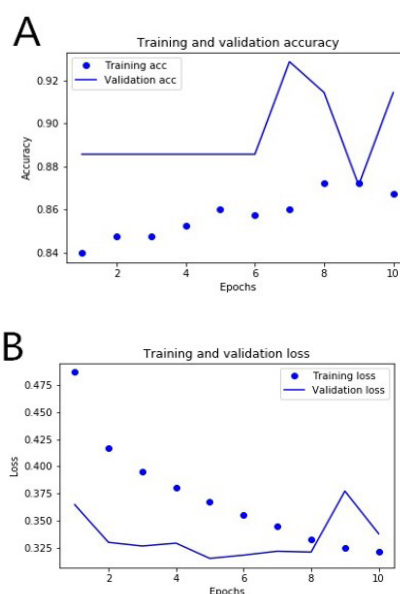 A
Training and validation accuracy
Training acc
Validation acc
0.92
0.90
0.88
0.86
0.84
Accuracy
2
4
6
8
10
Epochs
B
Training and validation loss
Training loss
Validation loss
0.475
0.450
0.425
0.400
0.375
0.350
0.325
Loss
2
4
6
8
10
Epochs